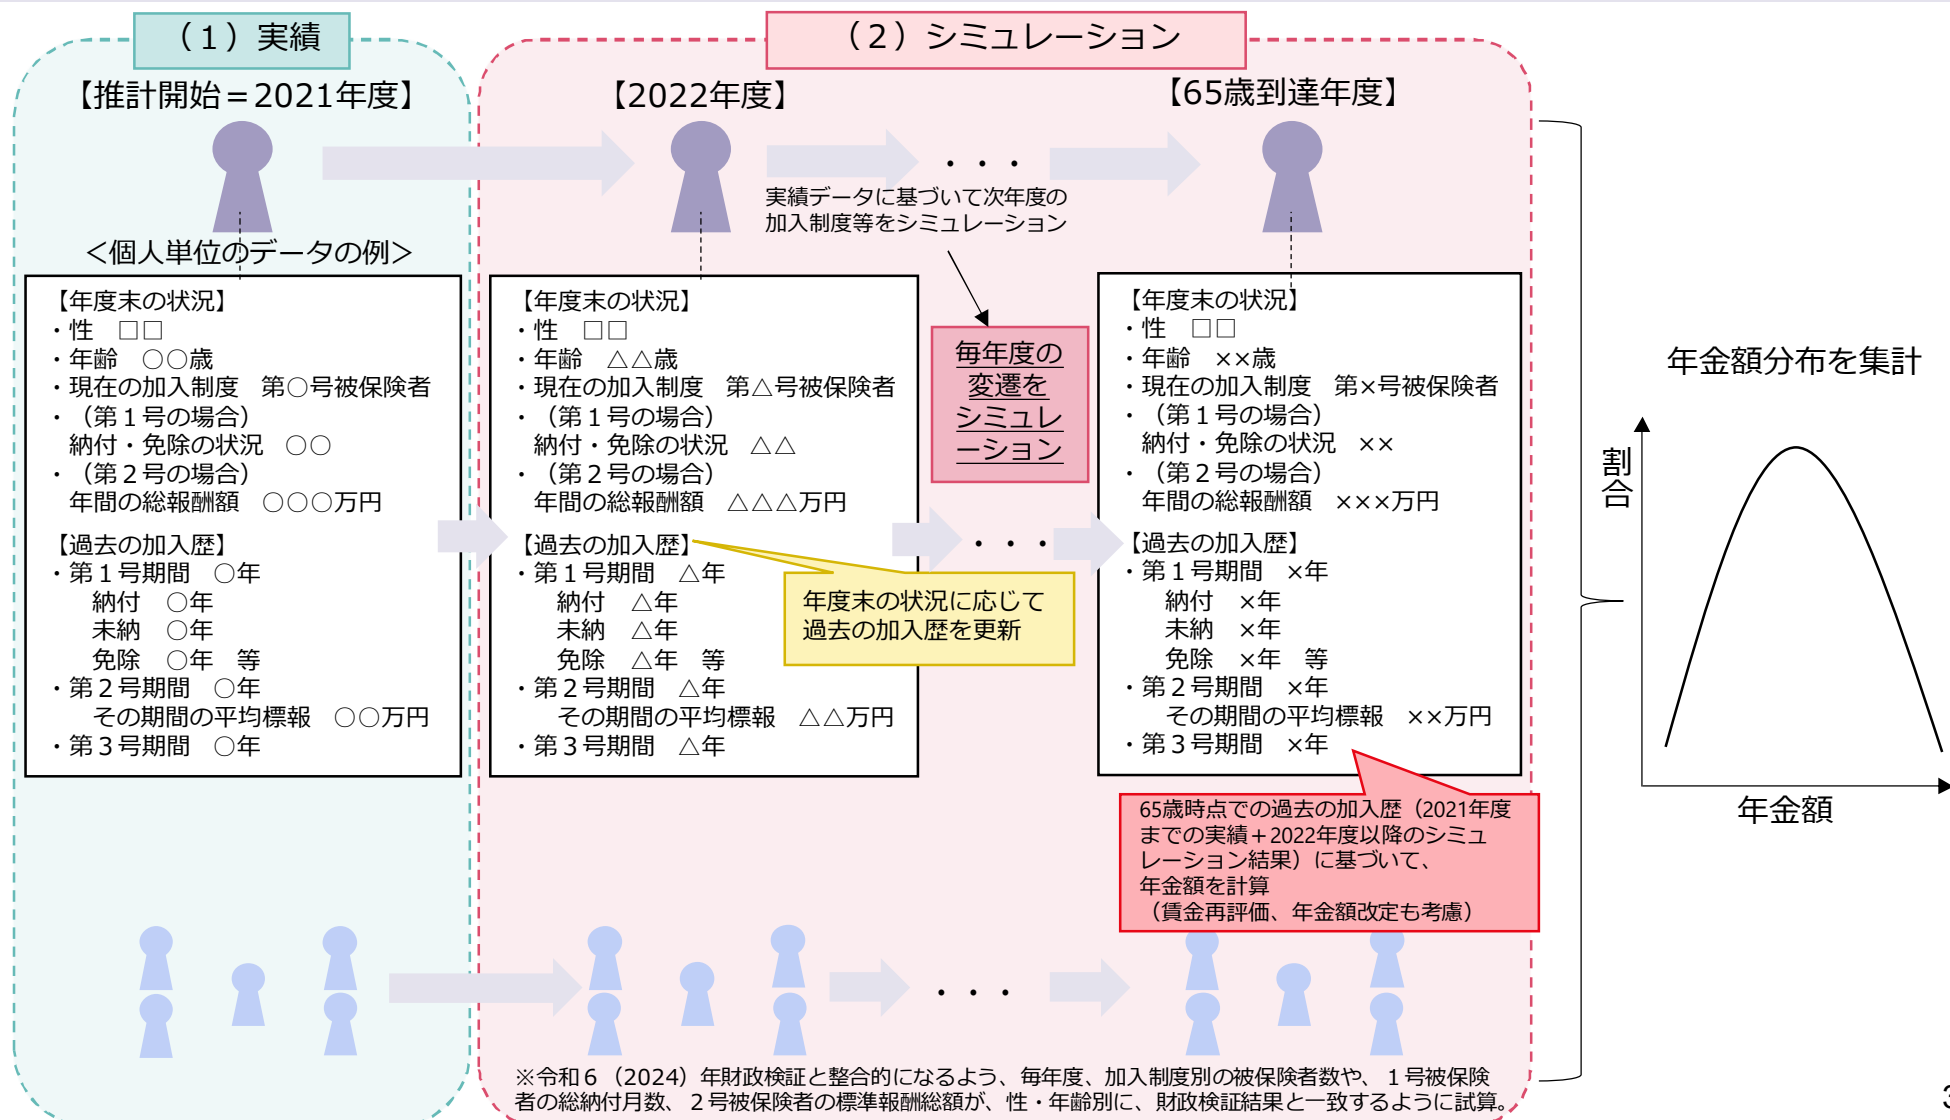 （１）実績
（２）シミュレーション
【推計開始＝2021年度】
【2022年度】
【65歳到達年度】
・・・
実績データに基づいて次年度の
加入制度等をシミュレーション
＜個人単位のデータの例＞
【年度末の状況】
・性　□□
・年齢　○○歳
・現在の加入制度　第○号被保険者
・（第１号の場合）
納付・免除の状況　○○
・（第２号の場合）
年間の総報酬額　○○○万円
【過去の加入歴】
・第１号期間　○年
納付　○年
未納　○年
免除　○年　等
・第２号期間　○年
その期間の平均標報　○○万円
・第３号期間　○年
【年度末の状況】
・性　□□
・年齢　△△歳
・現在の加入制度　第△号被保険者
・（第１号の場合）
納付・免除の状況　△△
・（第２号の場合）
年間の総報酬額　△△△万円
【過去の加入歴】
・第１号期間　△年
納付　△年
未納　△年
免除　△年　等
・第２号期間　△年
その期間の平均標報　△△万円
・第３号期間　△年
毎年度の
変遷を
シミュレ
ーション
・・・
年度末の状況に応じて
過去の加入歴を更新
【年度末の状況】
・性　□□
・年齢　××歳
・現在の加入制度　第×号被保険者
・（第１号の場合）
納付・免除の状況　××
・（第２号の場合）
年間の総報酬額　×××万円
【過去の加入歴】
・第１号期間　×年
納付　×年
未納　×年
免除　×年　等
・第２号期間　×年
その期間の平均標報　××万円
・第３号期間　×年
65歳時点での過去の加入歴（2021年度
までの実績＋2022年度以降のシミュ
レーション結果）に基づいて、
年金額を計算
（賃金再評価、年金額改定も考慮）
年金額分布を集計
割合
年金額
・・・
※令和６（2024）年財政検証と整合的になるよう、毎年度、加入制度別の被保険者数や、１号被保険
者の総納付月数、２号被保険者の標準報酬総額が、性・年齢別に、財政検証結果と一致するように試算。
3